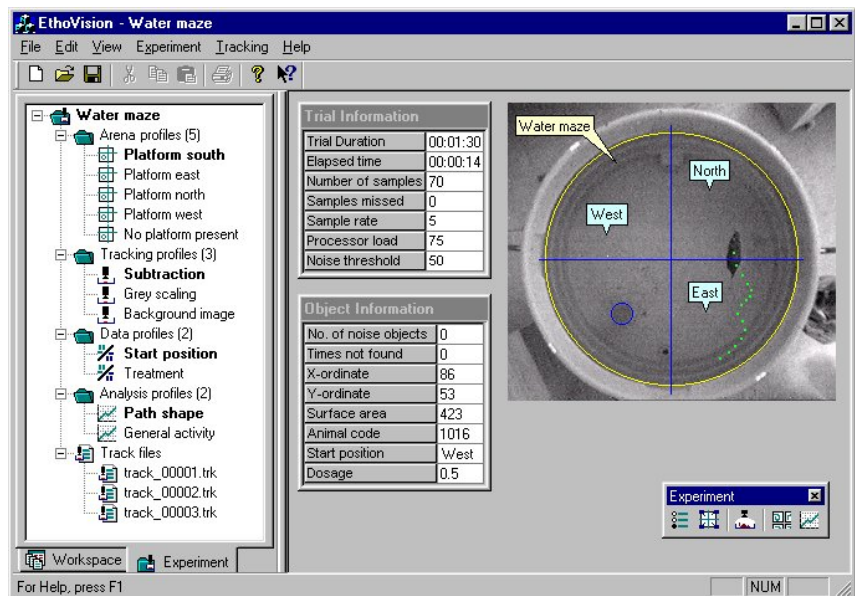 EthoVision - Water maze
File Edit View Experiment Tracking Help
Water maze
Arena profiles (5)
Platform south
Platform east
Platform north
Platform west
No platform present
Tracking profiles (3)
Subtraction
Grey scaling
Background image
Data profiles (2)
Start position
Treatment
Analysis profiles (2)
Path shape
General activity
Track files
track_00001.trk
track_00002.trk
track_00003.trk
Workspace Experiment
Trial Information
Trial Duration 00:01:30
Elapsed time 00:00:14
Number of samples 70
Samples missed 0
Sample rate 5
Processor load 75
Noise threshold 50
Object Information
No. of noise objects 0
Times not found 0
X-ordinate 86
Y-ordinate 53
Surface area 423
Animal code 1016
Start position West
Dosage 0.5
Water maze
North
West
East
Experiment
For Help, press F1 NUM